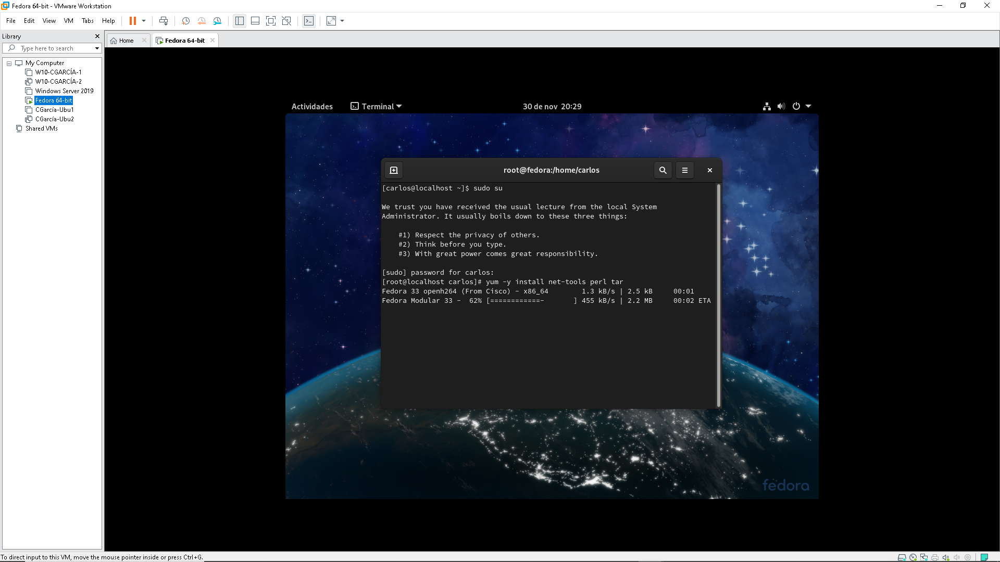 Fedora 64-bit - VMware Workstation
File Edit View VM Tabs Help
Library
Type here to search
My Computer
W10-CGARCÍA-1
W10-CGARCÍA-2
Windows Server 2019
Fedora 64-bit
CGarcía-Ubu1
CGarcía-Ubu2
Shared VMs
Home
Fedora 64-bit
Actividades Terminal 30 de nov 20:29
root@fedora:/home/carlos
[carlos@localhost ~]$ sudo su
We trust you have received the usual lecture from the local System
Administrator. It usually boils down to these three things:
#1) Respect the privacy of others.
#2) Think before you type.
#3) With great power comes great responsibility.
[sudo] password for carlos:
[root@localhost carlos]# yum -y install net-tools perl tar
Fedora 33 openh264 (From Cisco) - x86_64 1.3 kB/s | 2.5 kB 00:01
Fedora Modular 33 - 62% [============- ] 455 kB/s | 2.2 MB 00:02 ETA
fedora
To direct input to this VM, move the mouse pointer inside or press Ctrl+G.